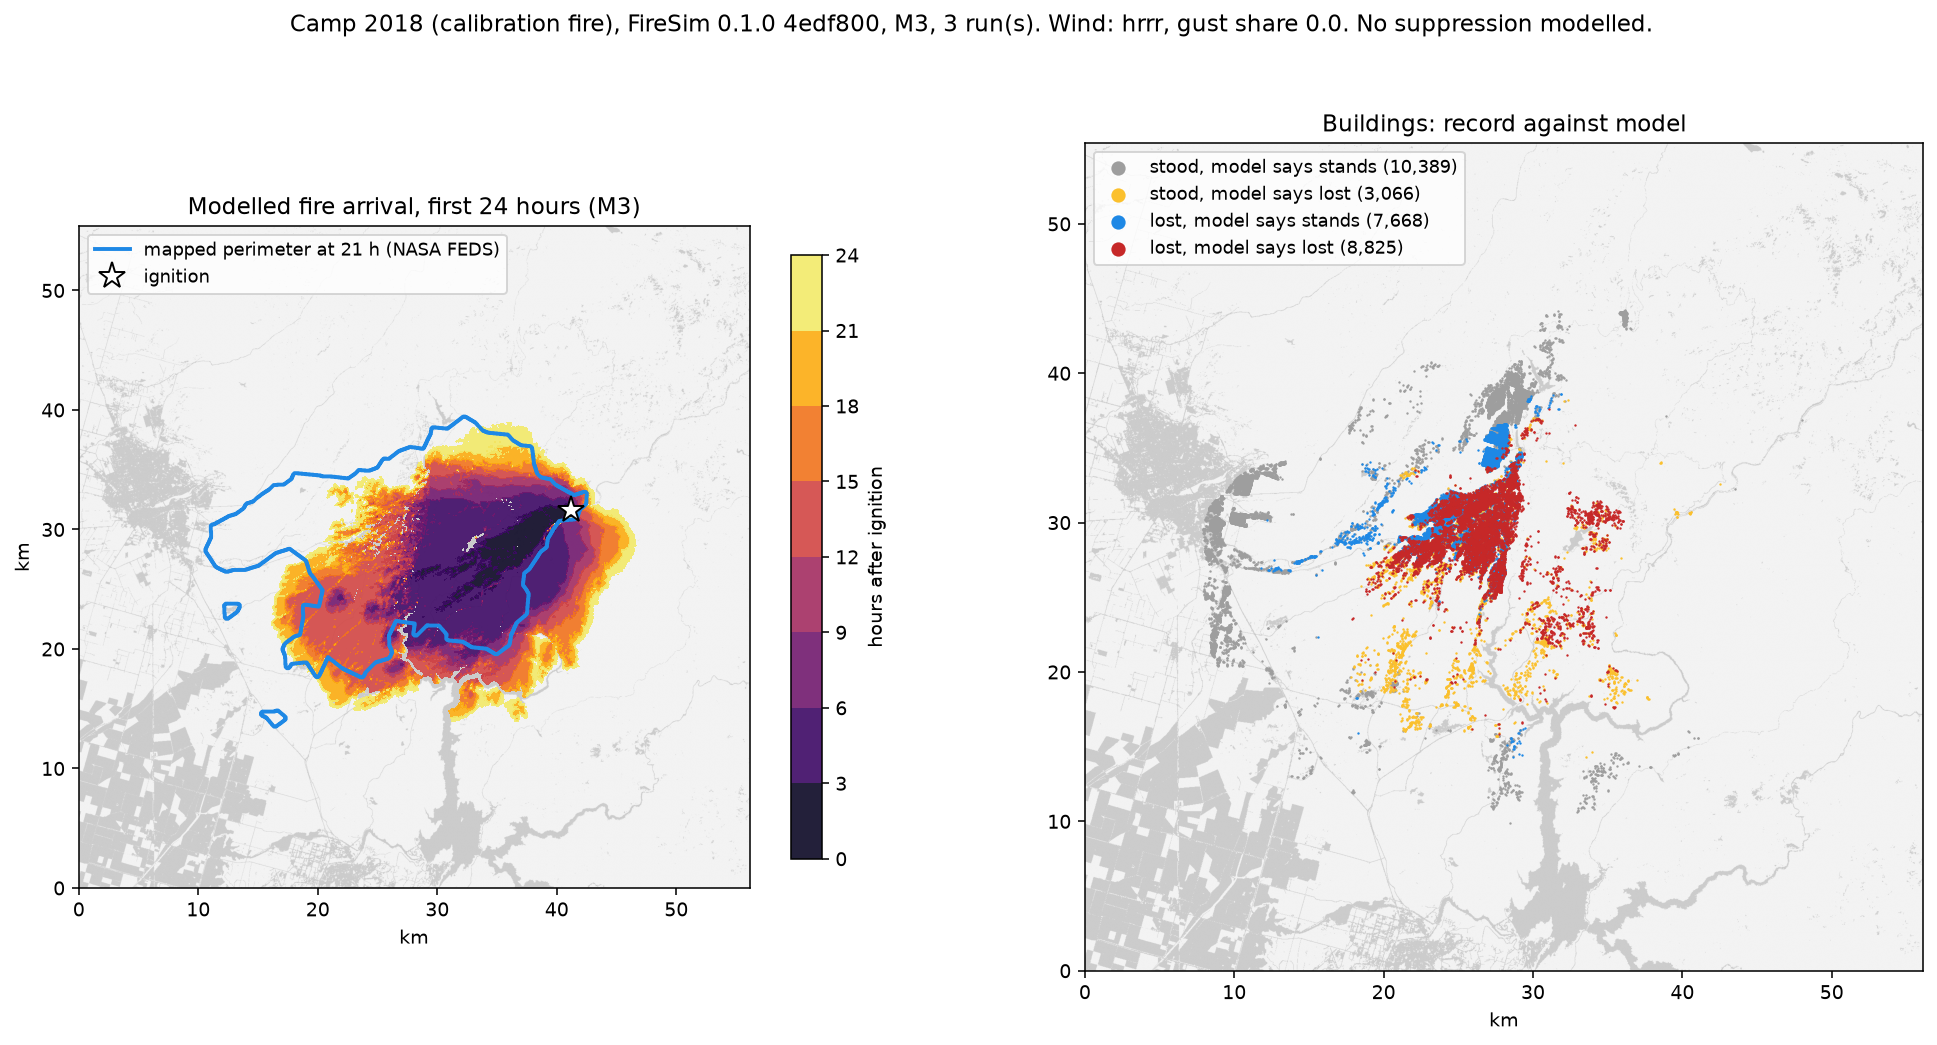 Camp 2018 (calibration fire), FireSim 0.1.0 4edf800, M3, 3 run(s). Wind: hrrr, gust share 0.0. No suppression modelled.
Modelled fire arrival, first 24 hours (M3)
mapped perimeter at 21 h (NASA FEDS)
ignition
50
40
30
20
10
0
km
0 10 20 30 40 50
km
24
21
18
15
12
9
6
3
0
hours after ignition
Buildings: record against model
stood, model says stands (10,389)
stood, model says lost (3,066)
lost, model says stands (7,668)
lost, model says lost (8,825)
50
40
30
20
10
0
km
0 10 20 30 40 50
km